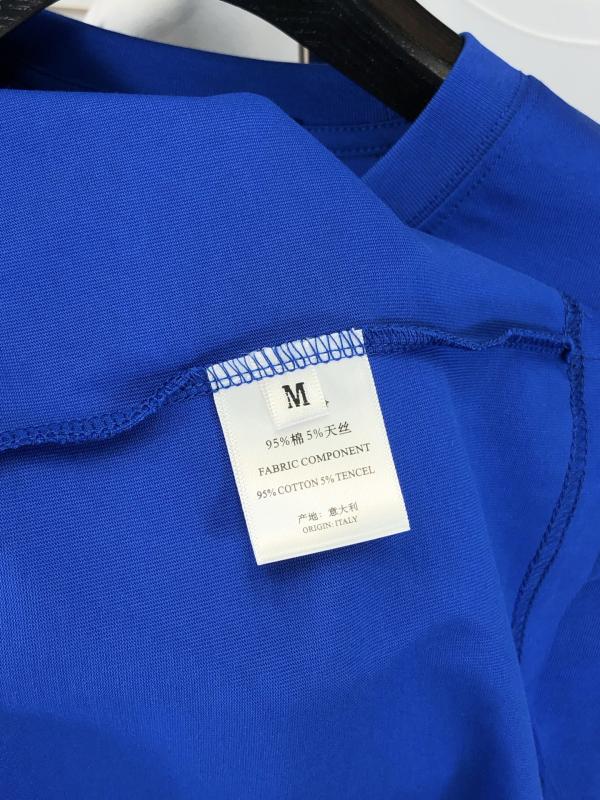 M
95%棉 5%天丝
FABRIC COMPONENT
95% COTTON 5% TENCEL
产地：意大利
ORIGIN: ITALY